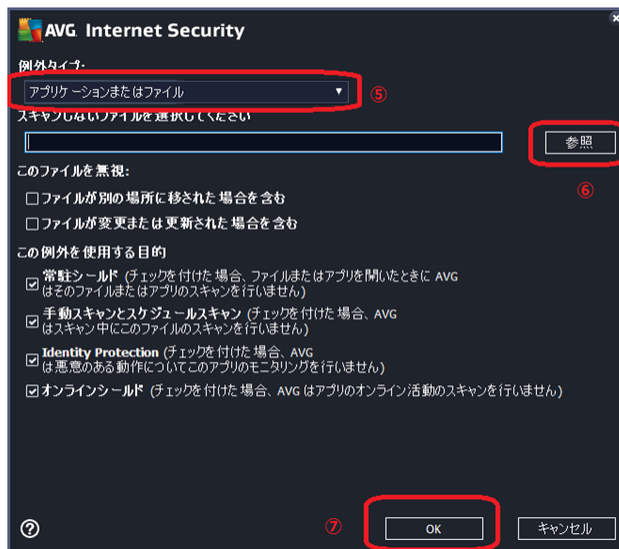 AVG. Internet Security
例外タイプ:
アプリケーションまたはファイル ▼
⑤
スキャンしないファイルを選択してください
参照
⑥
このファイルを無視:
ファイルが別の場所に移された場合を含む
ファイルが変更または更新された場合を含む
この例外を使用する目的
常駐シールド (チェックを付けた場合、ファイルまたはアプリを開いたときに AVG
はそのファイルまたはアプリのスキャンを行いません)
手動スキャンとスケジュールスキャン (チェックを付けた場合、AVG
はスキャン中にこのファイルのスキャンを行いません)
Identity Protection (チェックを付けた場合、AVG
は悪意のある動作についてこのアプリのモニタリングを行いません)
オンラインシールド (チェックを付けた場合、AVG はアプリのオンライン活動のスキャンを行いません)
?
⑦
OK
キャンセル